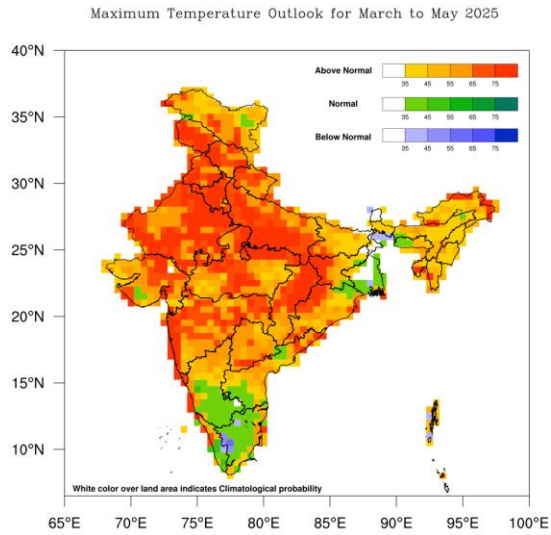 Maximum Temperature Outlook for March to May 2025
40°N
35°N
30°N
25°N
20°N
15°N
10°N
Above Normal
35 45 55 65 75
Normal
35 45 55 65 75
Below Normal
35 45 55 65 75
White color over land area indicates Climatological probability
65°E 70°E 75°E 80°E 85°E 90°E 95°E 100°E